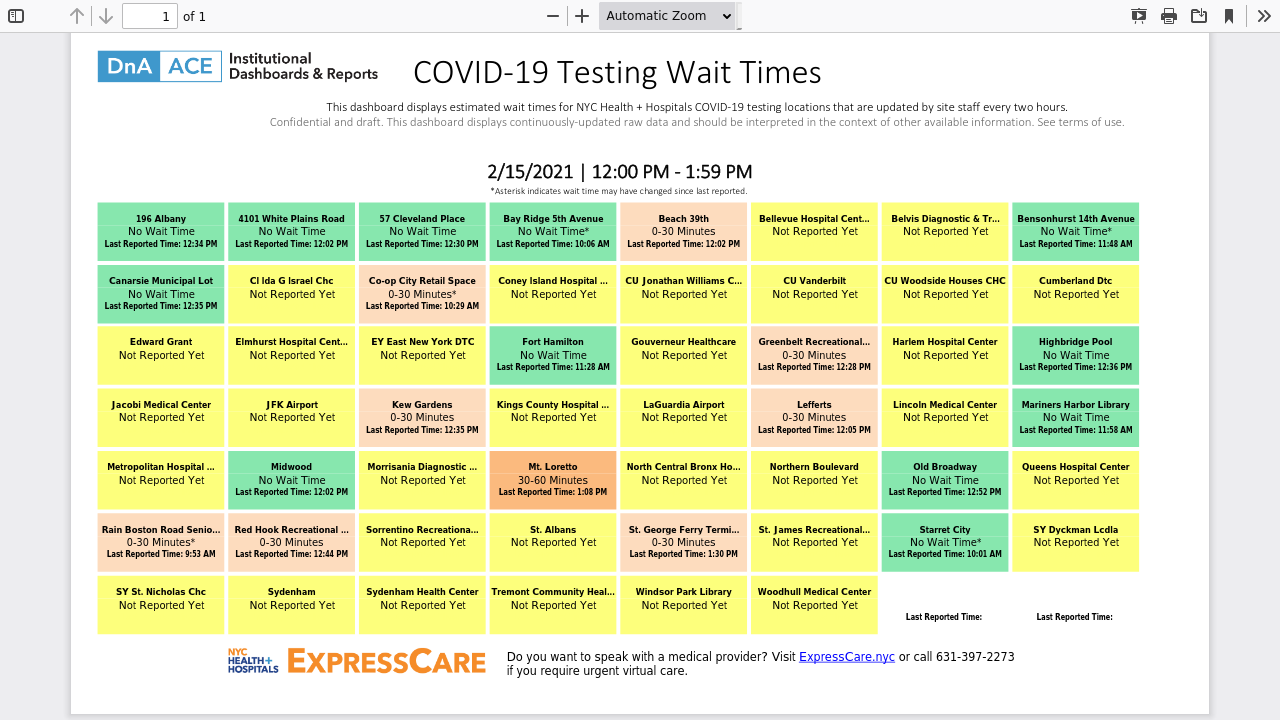 1 of 1 Automatic Zoom
DnA ACE Institutional
Dashboards & Reports
COVID-19 Testing Wait Times
This dashboard displays estimated wait times for NYC Health + Hospitals COVID-19 testing locations that are updated by site staff every two hours.
Confidential and draft. This dashboard displays continuously-updated raw data and should be interpreted in the context of other available information. See terms of use.
2/15/2021 | 12:00 PM - 1:59 PM
*Asterisk indicates wait time may have changed since last reported.
196 Albany
No Wait Time
Last Reported Time: 12:34 PM
4101 White Plains Road
No Wait Time
Last Reported Time: 12:02 PM
57 Cleveland Place
No Wait Time
Last Reported Time: 12:30 PM
Bay Ridge 5th Avenue
No Wait Time*
Last Reported Time: 10:06 AM
Beach 39th
0-30 Minutes
Last Reported Time: 12:02 PM
Bellevue Hospital Cent...
Not Reported Yet
Belvis Diagnostic & Tr...
Not Reported Yet
Bensonhurst 14th Avenue
No Wait Time*
Last Reported Time: 11:48 AM
Canarsie Municipal Lot
No Wait Time
Last Reported Time: 12:35 PM
CI Ida G Israel Chc
Not Reported Yet
Co-op City Retail Space
0-30 Minutes*
Last Reported Time: 10:29 AM
Coney Island Hospital ...
Not Reported Yet
CU Jonathan Williams C...
Not Reported Yet
CU Vanderbilt
Not Reported Yet
CU Woodside Houses CHC
Not Reported Yet
Cumberland Dtc
Not Reported Yet
Edward Grant
Not Reported Yet
Elmhurst Hospital Cent...
Not Reported Yet
EY East New York DTC
Not Reported Yet
Fort Hamilton
No Wait Time
Last Reported Time: 11:28 AM
Gouverneur Healthcare
Not Reported Yet
Greenbelt Recreational...
0-30 Minutes
Last Reported Time: 12:28 PM
Harlem Hospital Center
Not Reported Yet
Highbridge Pool
No Wait Time
Last Reported Time: 12:36 PM
Jacobi Medical Center
Not Reported Yet
JFK Airport
Not Reported Yet
Kew Gardens
0-30 Minutes
Last Reported Time: 12:35 PM
Kings County Hospital ...
Not Reported Yet
LaGuardia Airport
Not Reported Yet
Lefferts
0-30 Minutes
Last Reported Time: 12:05 PM
Lincoln Medical Center
Not Reported Yet
Mariners Harbor Library
No Wait Time
Last Reported Time: 11:58 AM
Metropolitan Hospital ...
Not Reported Yet
Midwood
No Wait Time
Last Reported Time: 12:02 PM
Morrisania Diagnostic ...
Not Reported Yet
Mt. Loretto
30-60 Minutes
Last Reported Time: 1:08 PM
North Central Bronx Ho...
Not Reported Yet
Northern Boulevard
Not Reported Yet
Old Broadway
No Wait Time
Last Reported Time: 12:52 PM
Queens Hospital Center
Not Reported Yet
Rain Boston Road Senio...
0-30 Minutes*
Last Reported Time: 9:53 AM
Red Hook Recreational ...
0-30 Minutes
Last Reported Time: 12:44 PM
Sorrentino Recreationa...
Not Reported Yet
St. Albans
Not Reported Yet
St. George Ferry Termi...
0-30 Minutes
Last Reported Time: 1:30 PM
St. James Recreational...
Not Reported Yet
Starret City
No Wait Time*
Last Reported Time: 10:01 AM
SY Dyckman Lcdla
Not Reported Yet
SY St. Nicholas Chc
Not Reported Yet
Sydenham
Not Reported Yet
Sydenham Health Center
Not Reported Yet
Tremont Community Heal...
Not Reported Yet
Windsor Park Library
Not Reported Yet
Woodhull Medical Center
Not Reported Yet
Last Reported Time:
Last Reported Time:
NYC
HEALTH+
HOSPITALS
EXPRESSCARE
Do you want to speak with a medical provider? Visit ExpressCare.nyc or call 631-397-2273
if you require urgent virtual care.